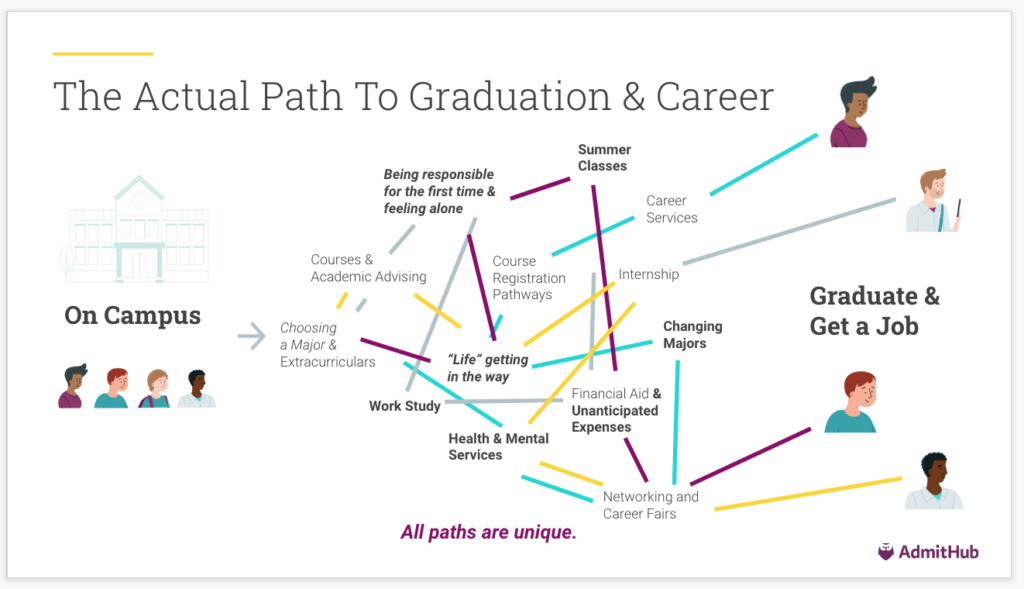 The Actual Path To Graduation & Career
Summer
Classes
Being responsible
for the first time &
feeling alone
Career
Services
Courses &
Academic Advising
Course
Registration
Pathways
Internship
On Campus
Graduate &
Get a Job
Choosing
a Major &
Extracurriculars
Changing
Majors
“Life” getting
in the way
Work Study
Financial Aid &
Unanticipated
Expenses
Health & Mental
Services
Networking and
Career Fairs
All paths are unique.
AdmitHub